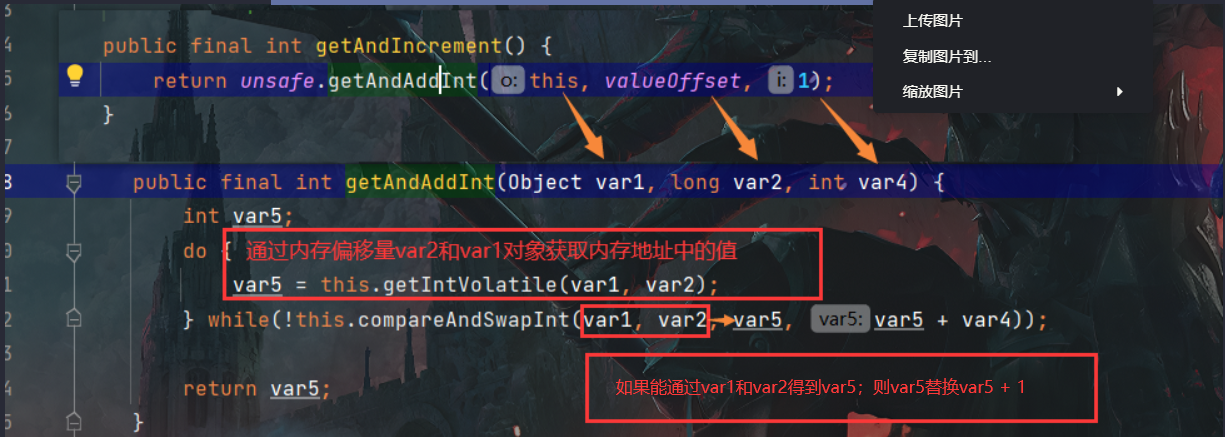 上传图片
复制图片到...
缩放图片
4 public final int getAndIncrement() {
5 return unsafe.getAndAddInt( o: this, valueOffset, i: 1);
6 }
7
8 public final int getAndAddInt(Object var1, long var2, int var4) {
9 int var5;
0 do { 通过内存偏移量var2和var1对象获取内存地址中的值
1 var5 = this.getIntVolatile(var1, var2);
2 } while(!this.compareAndSwapInt(var1, var2, var5, var5: var5 + var4));
3
如果能通过var1和var2得到var5；则var5替换var5 + 1
4 return var5;
5 }